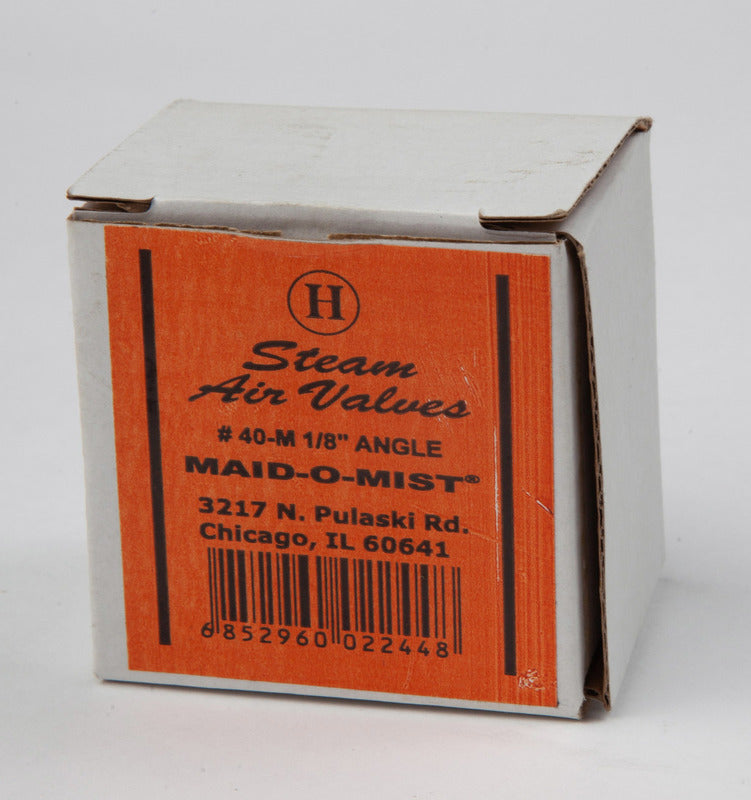 H
Steam
Air Valves
# 40-M 1/8" ANGLE
MAID-O-MIST®
3217 N. Pulaski Rd.
Chicago, IL 60641
6 852960 022448